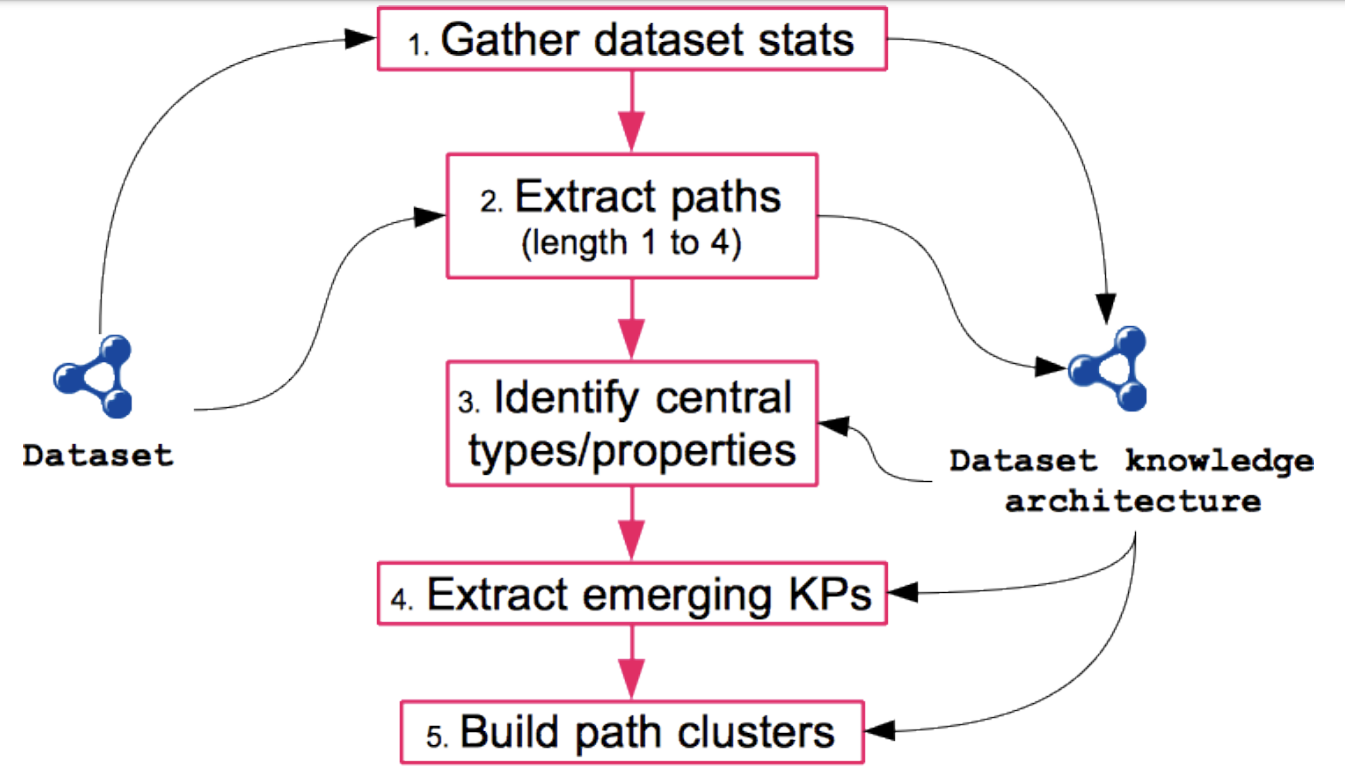 1. Gather dataset stats
2. Extract paths
(length 1 to 4)
3. Identify central
types/properties
Dataset
Dataset knowledge
architecture
4. Extract emerging KPs
5. Build path clusters